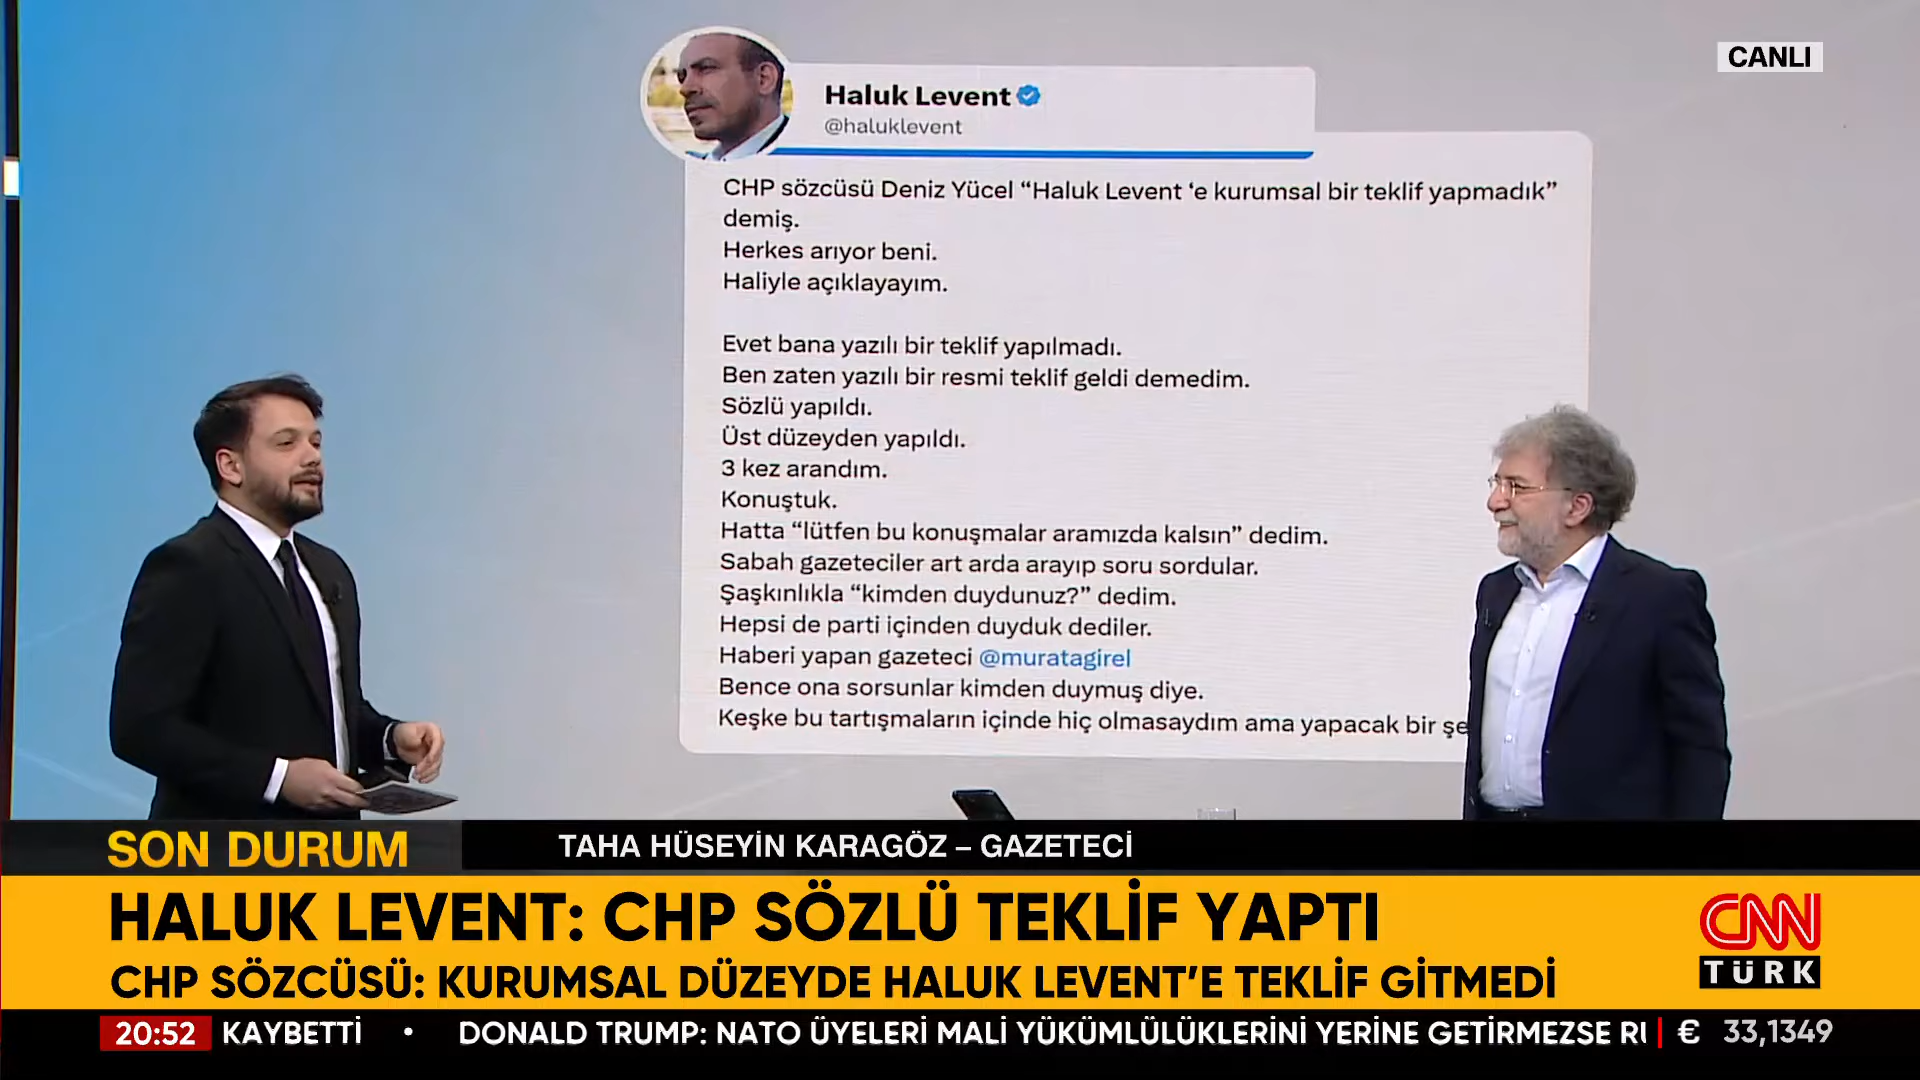 CANLI
Haluk Levent
@haluklevent
CHP sözcüsü Deniz Yücel “Haluk Levent ‘e kurumsal bir teklif yapmadık”
demiş.
Herkes arıyor beni.
Haliyle açıklayayım.
Evet bana yazılı bir teklif yapılmadı.
Ben zaten yazılı bir resmi teklif geldi demedim.
Sözlü yapıldı.
Üst düzeyden yapıldı.
3 kez arandım.
Konuştuk.
Hatta “lütfen bu konuşmalar aramızda kalsın” dedim.
Sabah gazeteciler art arda arayıp soru sordular.
Şaşkınlıkla “kimden duydunuz?” dedim.
Hepsi de parti içinden duyduk dediler.
Haberi yapan gazeteci @muratagirel
Bence ona sorsunlar kimden duymuş diye.
Keşke bu tartışmaların içinde hiç olmasaydım ama yapacak bir şe
SON DURUM
TAHA HÜSEYİN KARAGÖZ – GAZETECİ
HALUK LEVENT: CHP SÖZLÜ TEKLİF YAPTI
CHP SÖZCÜSÜ: KURUMSAL DÜZEYDE HALUK LEVENT’E TEKLİF GİTMEDİ
CNN
TÜRK
20:52 KAYBETTİ • DONALD TRUMP: NATO ÜYELERİ MALİ YÜKÜMLÜLÜKLERİNİ YERİNE GETİRMEZSE RU € 33,1349